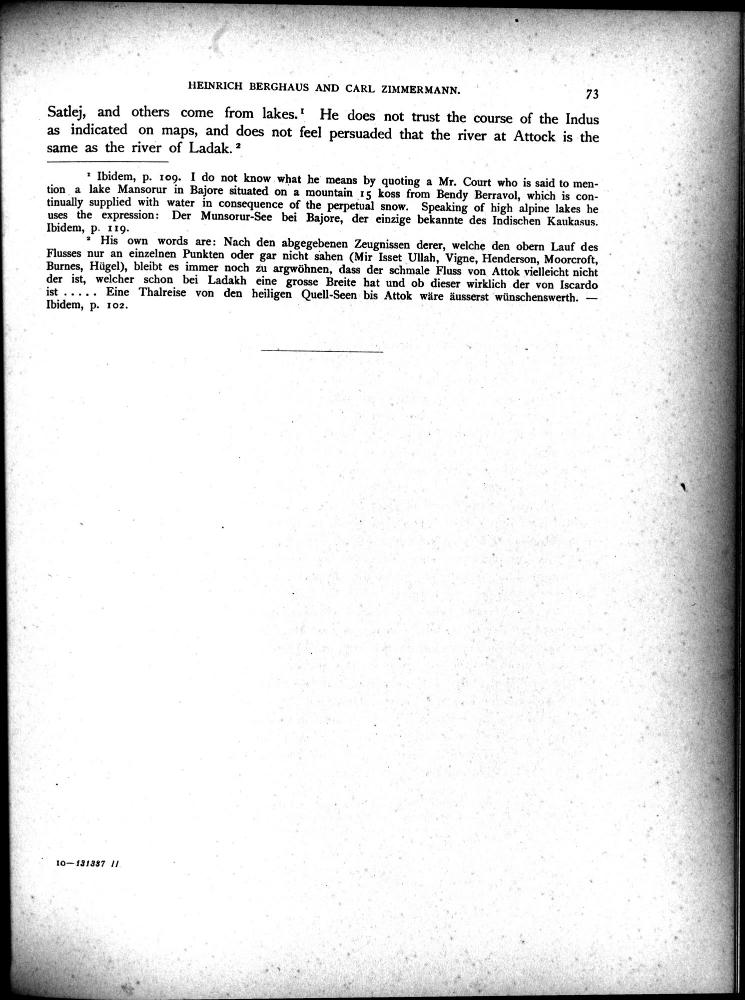 HEINRICH BERGHAUS AND CARL ZIMMERMANN.
73
Satlej, and others come from lakes.¹ He does not trust the course of the Indus
as indicated on maps, and does not feel persuaded that the river at Attock is the
same as the river of Ladak.²
¹ Ibidem, p. 109. I do not know what he means by quoting a Mr. Court who is said to men-
tion a lake Mansorur in Bajore situated on a mountain 15 koss from Bendy Berravol, which is con-
tinually supplied with water in consequence of the perpetual snow. Speaking of high alpine lakes he
uses the expression: Der Munsorur-See bei Bajore, der einzige bekannte des Indischen Kaukasus.
Ibidem, p. 119.
² His own words are: Nach den abgegebenen Zeugnissen derer, welche den obern Lauf des
Flusses nur an einzelnen Punkten oder gar nicht sahen (Mir Isset Ullah, Vigne, Henderson, Moorcroft,
Burnes, Hügel), bleibt es immer noch zu argwöhnen, dass der schmale Fluss von Attok vielleicht nicht
der ist, welcher schon bei Ladakh eine grosse Breite hat und ob dieser wirklich der von Iscardo
ist ..... Eine Thalreise von den heiligen Quell-Seen bis Attok wäre äusserst wünschenswerth. —
Ibidem, p. 102.
10—131387 II